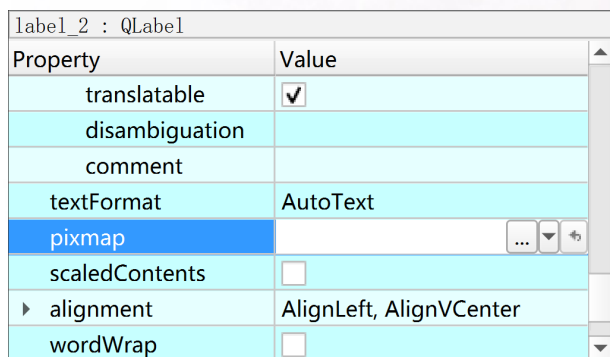 label_2 : QLabel
Property Value
translatable
disambiguation
comment
textFormat AutoText
pixmap ...
scaledContents
alignment AlignLeft, AlignVCenter
wordWrap